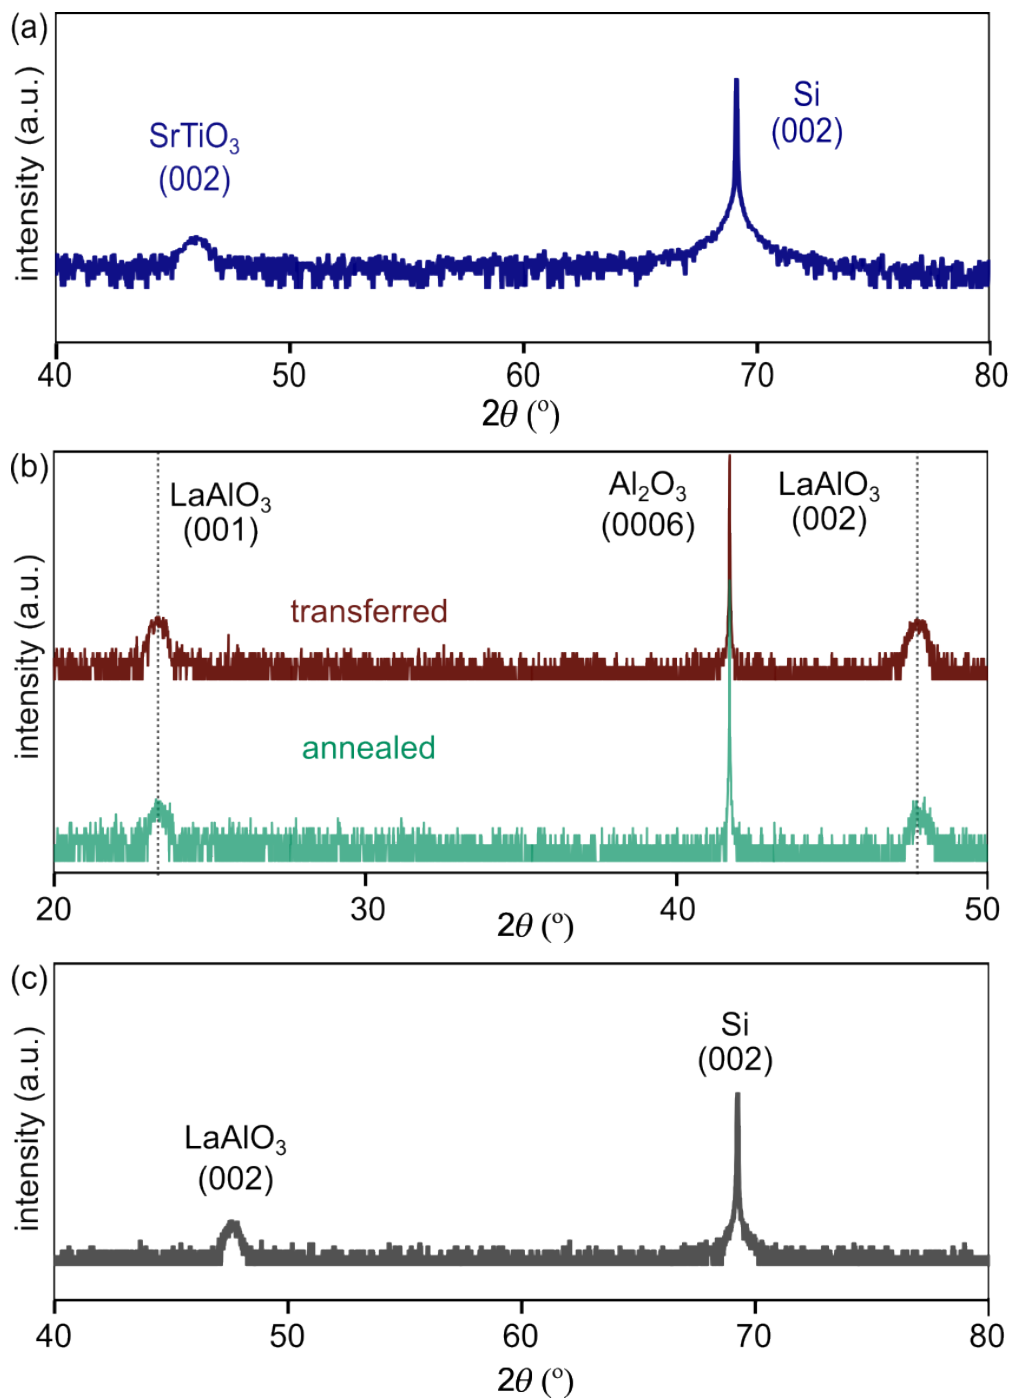 (a)
intensity (a.u.)
SrTiO₃
(002)
Si
(002)
40 50 60 70 80
2θ (°)
(b)
intensity (a.u.)
LaAlO₃
(001)
Al₂O₃
(0006)
LaAlO₃
(002)
transferred
annealed
20 30 40 50
2θ (°)
(c)
intensity (a.u.)
LaAlO₃
(002)
Si
(002)
40 50 60 70 80
2θ (°)